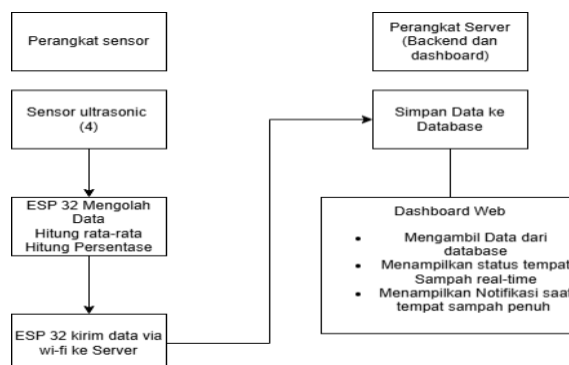 Perangkat sensor
Sensor ultrasonic
(4)
ESP 32 Mengolah
Data
Hitung rata-rata
Hitung Persentase
ESP 32 kirim data via
wi-fi ke Server
Perangkat Server
(Backend dan
dashboard)
Simpan Data ke
Database
Dashboard Web
• Mengambil Data dari
database
• Menampilkan status tempat
Sampah real-time
• Menampilkan Notifikasi saat
tempat sampah penuh